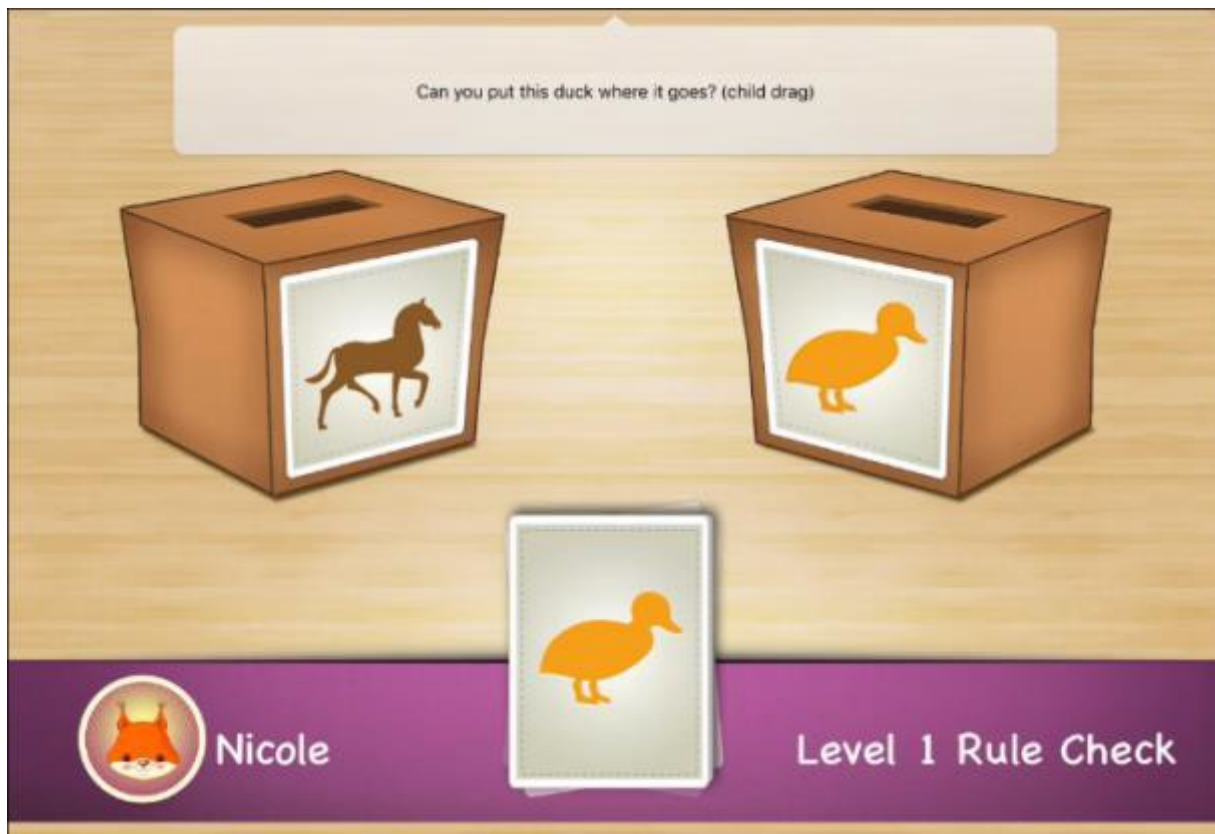 Can you put this duck where it goes? (child drag)
Nicole
Level 1 Rule Check